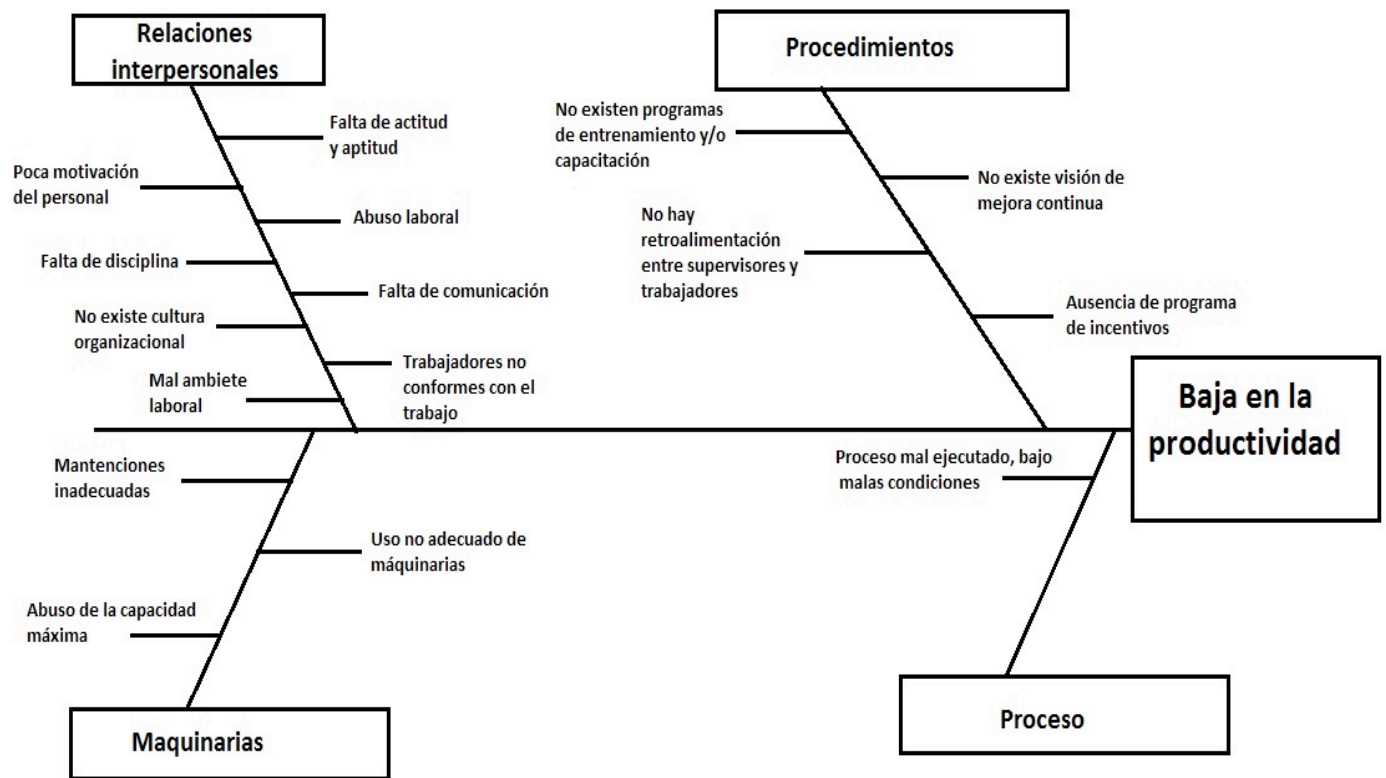 Relaciones
interpersonales
Falta de actitud
y aptitud
Poca motivación
del personal
Abuso laboral
Falta de disciplina
Falta de comunicación
No existe cultura
organizacional
Trabajadores no
conformes con el
trabajo
Mal ambiete
laboral
Procedimientos
No existen programas
de entrenamiento y/o
capacitación
No existe visión de
mejora continua
No hay
retroalimentación
entre supervisores y
trabajadores
Ausencia de programa
de incentivos
Baja en la
productividad
Mantenciones
inadecuadas
Uso no adecuado de
máquinarias
Abuso de la capacidad
máxima
Maquinarias
Proceso mal ejecutado, bajo
malas condiciones
Proceso